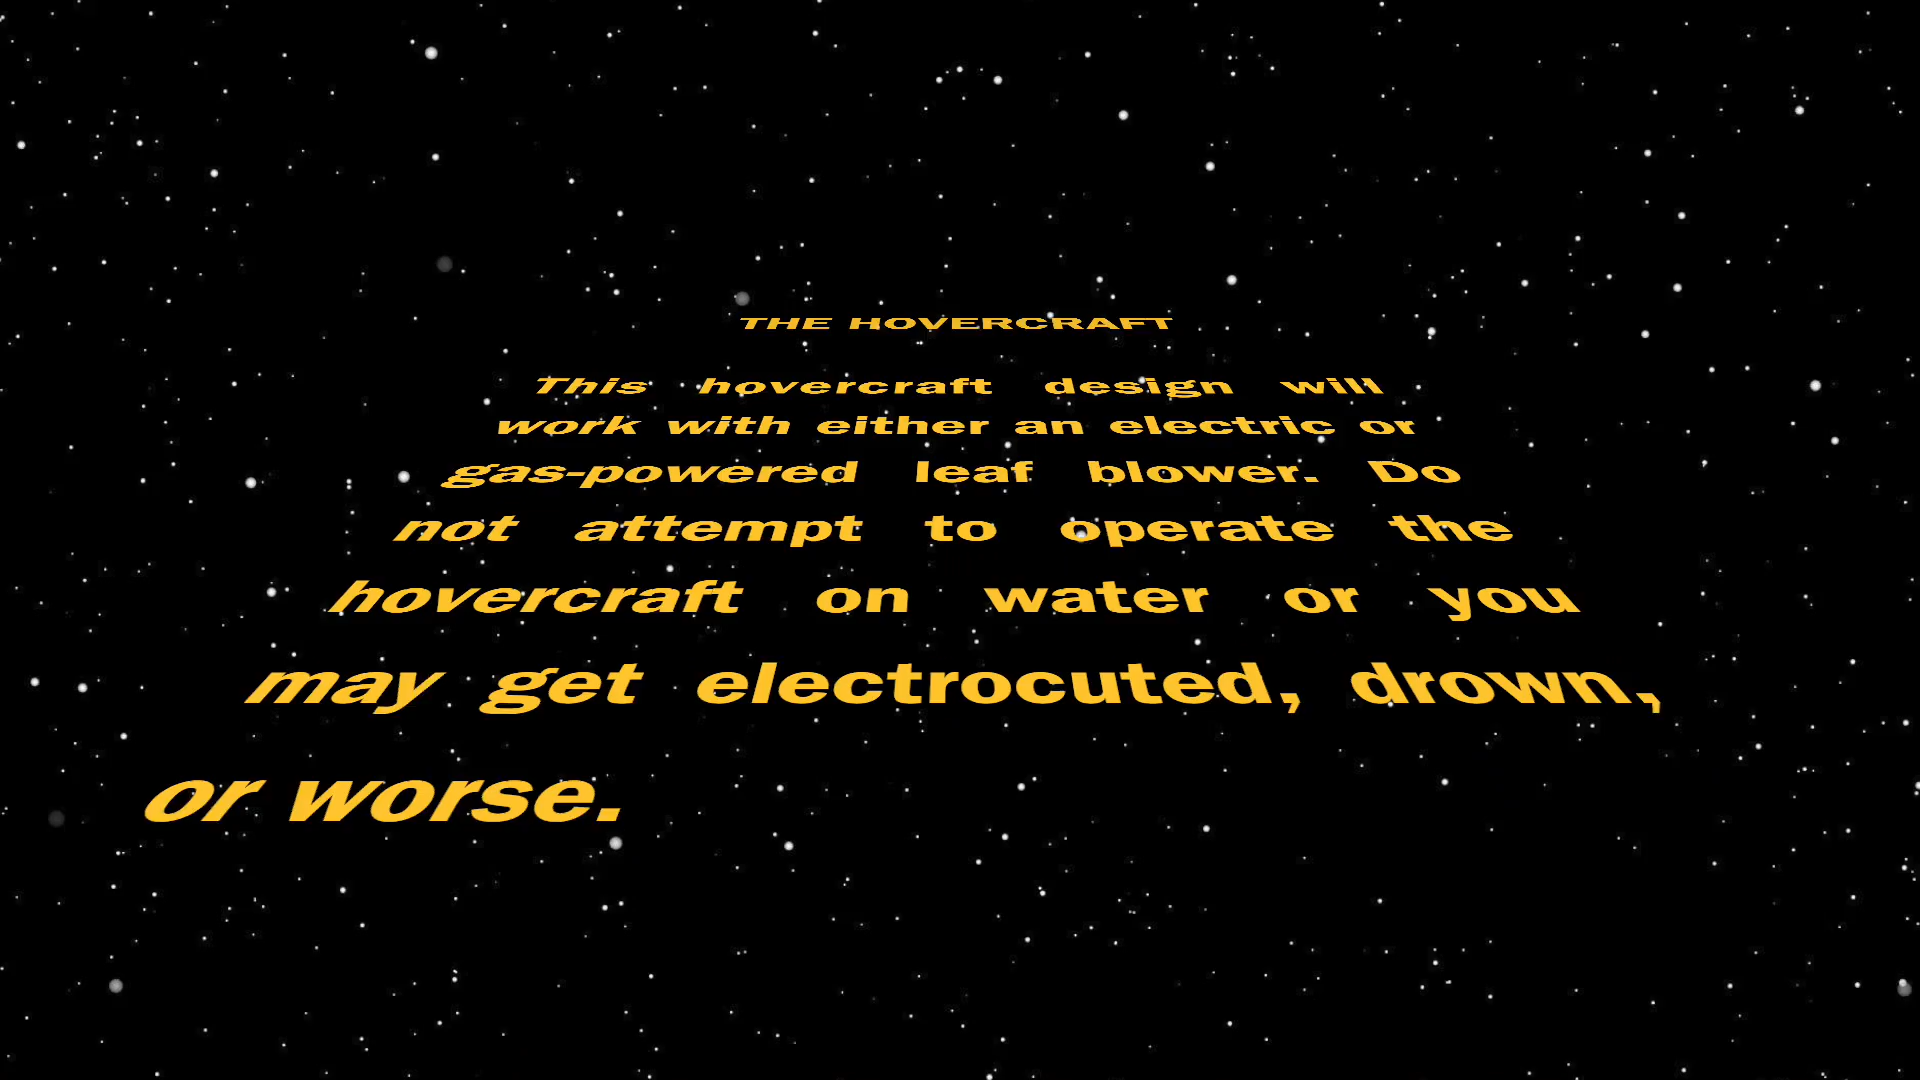 THE HOVERCRAFT
This hovercraft design will
work with either an electric or
gas-powered leaf blower. Do
not attempt to operate the
hovercraft on water or you
may get electrocuted, drown,
or worse.